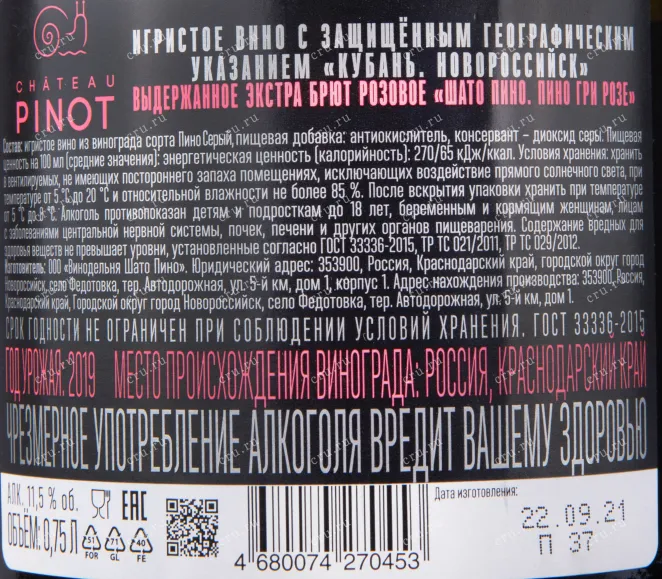 ИГРИСТОЕ ВИНО С ЗАЩИЩЁННЫМ ГЕОГРАФИЧЕСКИМ
УКАЗАНИЕМ «КУБАНЬ. НОВОРОССИЙСК»
ВЫДЕРЖАННОЕ ЭКСТРА БРЮТ РОЗОВОЕ «ШАТО ПИНО. ПИНО ГРИ РОЗЕ»
CHÂTEAU
PINOT
Состав: игристое вино из винограда сорта Пино Серый, пищевая добавка: антиокислитель, консервант – диоксид серы. Пищевая
ценность на 100 мл (средние значения): энергетическая ценность (калорийность): 270/65 кДж/ккал. Условия хранения: хранить
в вентилируемых, не имеющих постороннего запаха помещениях, исключающих воздействие прямого солнечного света, при
температуре от 5 °С до 20 °С и относительной влажности не более 85 %. После вскрытия упаковки хранить при температуре
от 5 °С до 8 °С. Алкоголь противопоказан детям и подросткам до 18 лет, беременным и кормящим женщинам, лицам
с заболеваниями центральной нервной системы, почек, печени и других органов пищеварения. Содержание вредных для
здоровья веществ не превышает уровни, установленные согласно ГОСТ 33336-2015, ТР ТС 021/2011, ТР ТС 029/2012.
Изготовитель: ООО «Винодельня Шато Пино». Юридический адрес: 353900, Россия, Краснодарский край, городской округ город
Новороссийск, село Федотовка, тер. Автодорожная, ул. 5-й км, дом 1, корпус 1. Адрес нахождения производства: 353900, Россия,
Краснодарский край, Городской округ город Новороссийск, село Федотовка, тер. Автодорожная, ул. 5-й км, дом 1.
СРОК ГОДНОСТИ НЕ ОГРАНИЧЕН ПРИ СОБЛЮДЕНИИ УСЛОВИЙ ХРАНЕНИЯ. ГОСТ 33336-2015
ГОД УРОЖАЯ: 2019 МЕСТО ПРОИСХОЖДЕНИЯ ВИНОГРАДА: РОССИЯ, КРАСНОДАРСКИЙ КРАЙ
ЧРЕЗМЕРНОЕ УПОТРЕБЛЕНИЕ АЛКОГОЛЯ ВРЕДИТ ВАШЕМУ ЗДОРОВЬЮ
АЛК. 11,5 % об.
ОБЪЁМ: 0,75 Л
EAC
51 71 40
FOR GL FE
4 680074 270453
Дата изготовления:
22.09.21
П 37
cru.ru